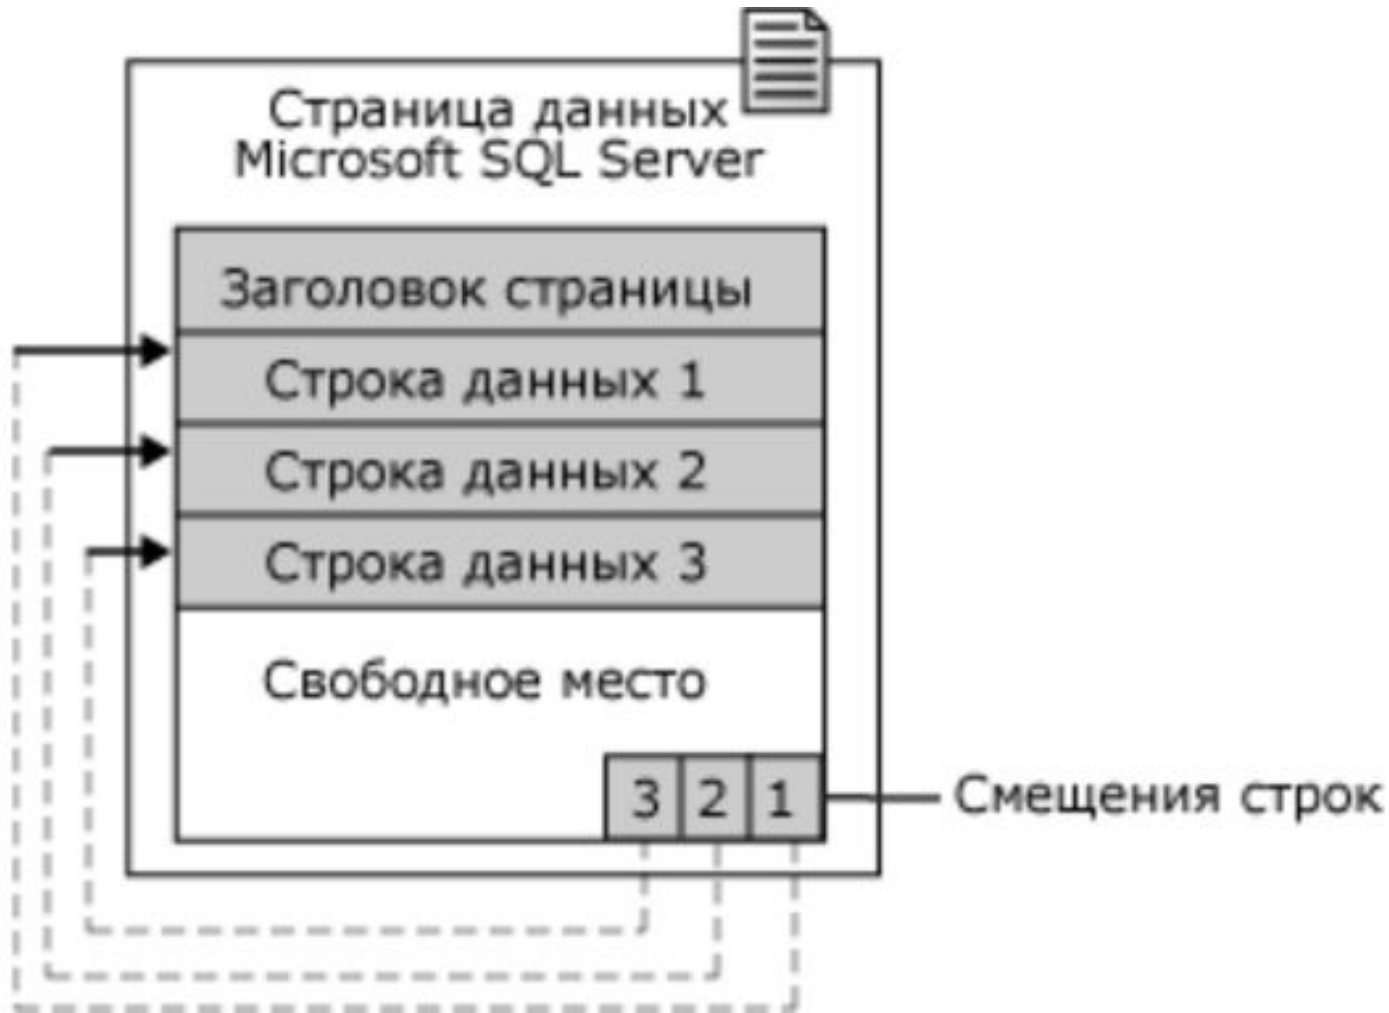 Страница данных
Microsoft SQL Server
Заголовок страницы
Строка данных 1
Строка данных 2
Строка данных 3
Свободное место
3 2 1
Смещения строк